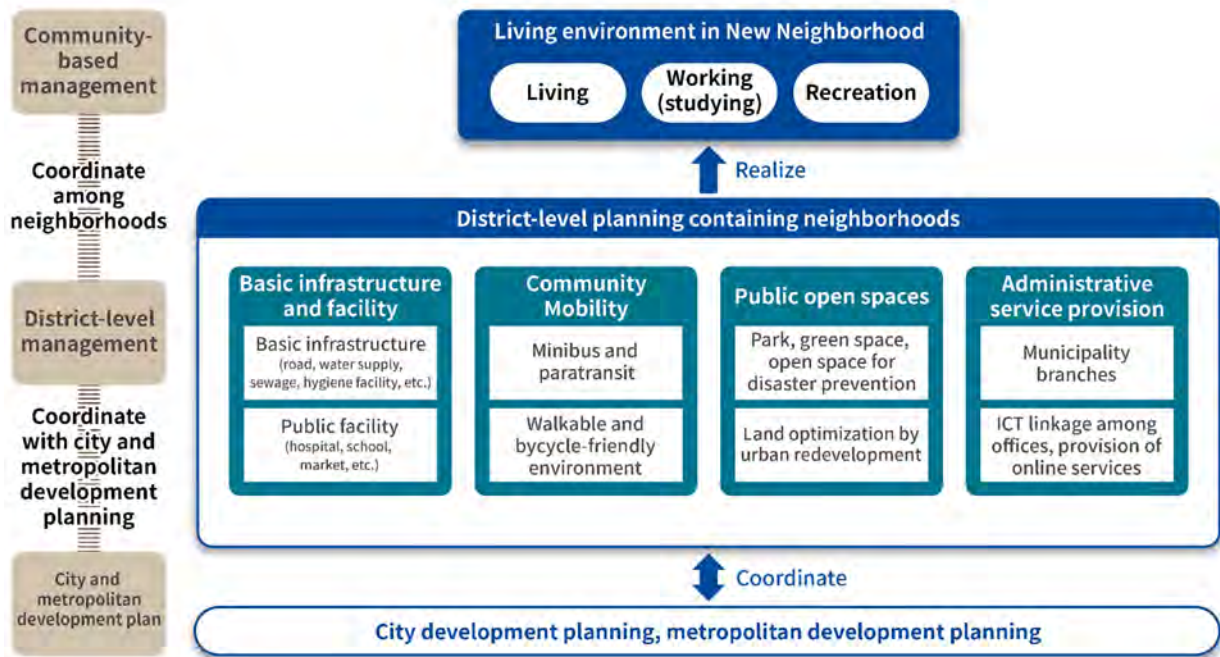 Community-
based
management
Coordinate
among
neighborhoods
District-level
management
Coordinate
with city and
metropolitan
development
planning
City and
metropolitan
development plan
Living environment in New Neighborhood
Living
Working
(studying)
Recreation
Realize
District-level planning containing neighborhoods
Basic infrastructure
and facility
Basic infrastructure
(road, water supply,
sewage, hygiene facility, etc.)
Public facility
(hospital, school,
market, etc.)
Community
Mobility
Minibus and
paratransit
Walkable and
bycycle-friendly
environment
Public open spaces
Park, green space,
open space for
disaster prevention
Land optimization by
urban redevelopment
Administrative
service provision
Municipality
branches
ICT linkage among
offices, provision of
online services
Coordinate
City development planning, metropolitan development planning